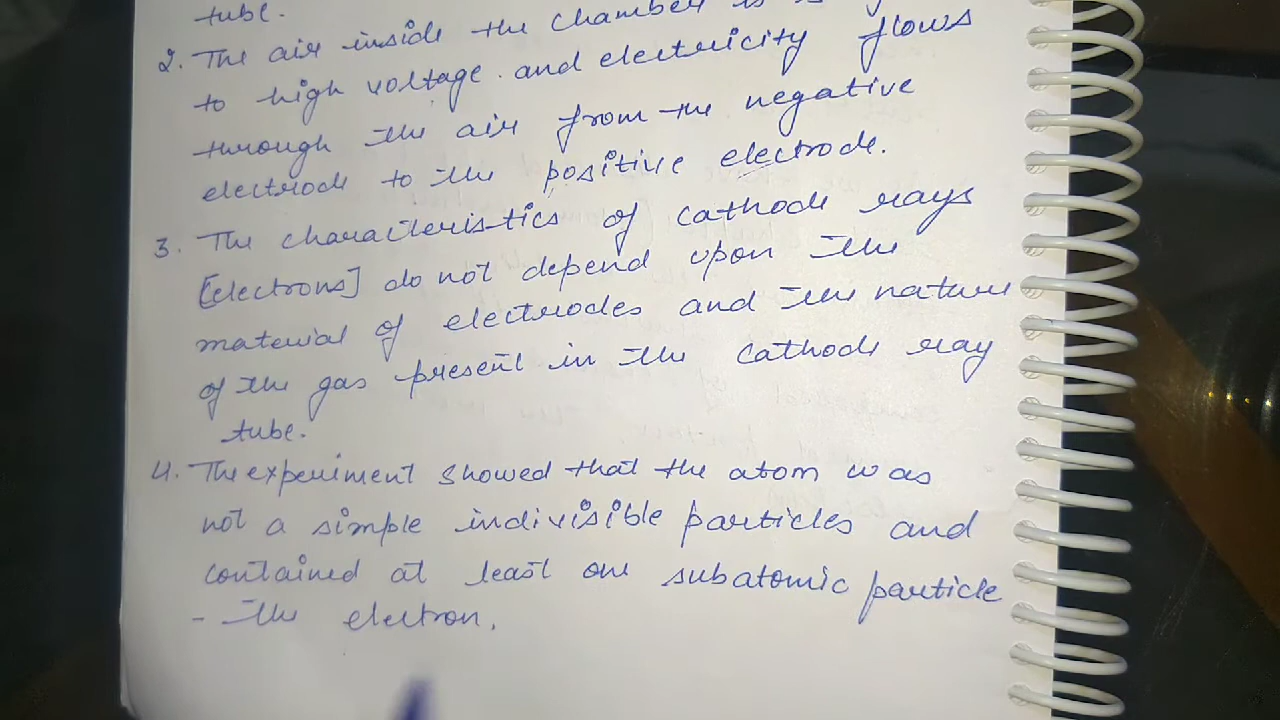 tube.
2. The air inside the chamber is
to high voltage. and electricity flows
through the air from the negative
electrode to the positive electrode.
3. The characteristics of cathode rays
[electrons] do not depend upon the
material of electrodes and the nature
of the gas present in the cathode ray
tube.
4. The experiment showed that the atom was
not a simple indivisible particles and
contained at least one subatomic particle
- the electron.